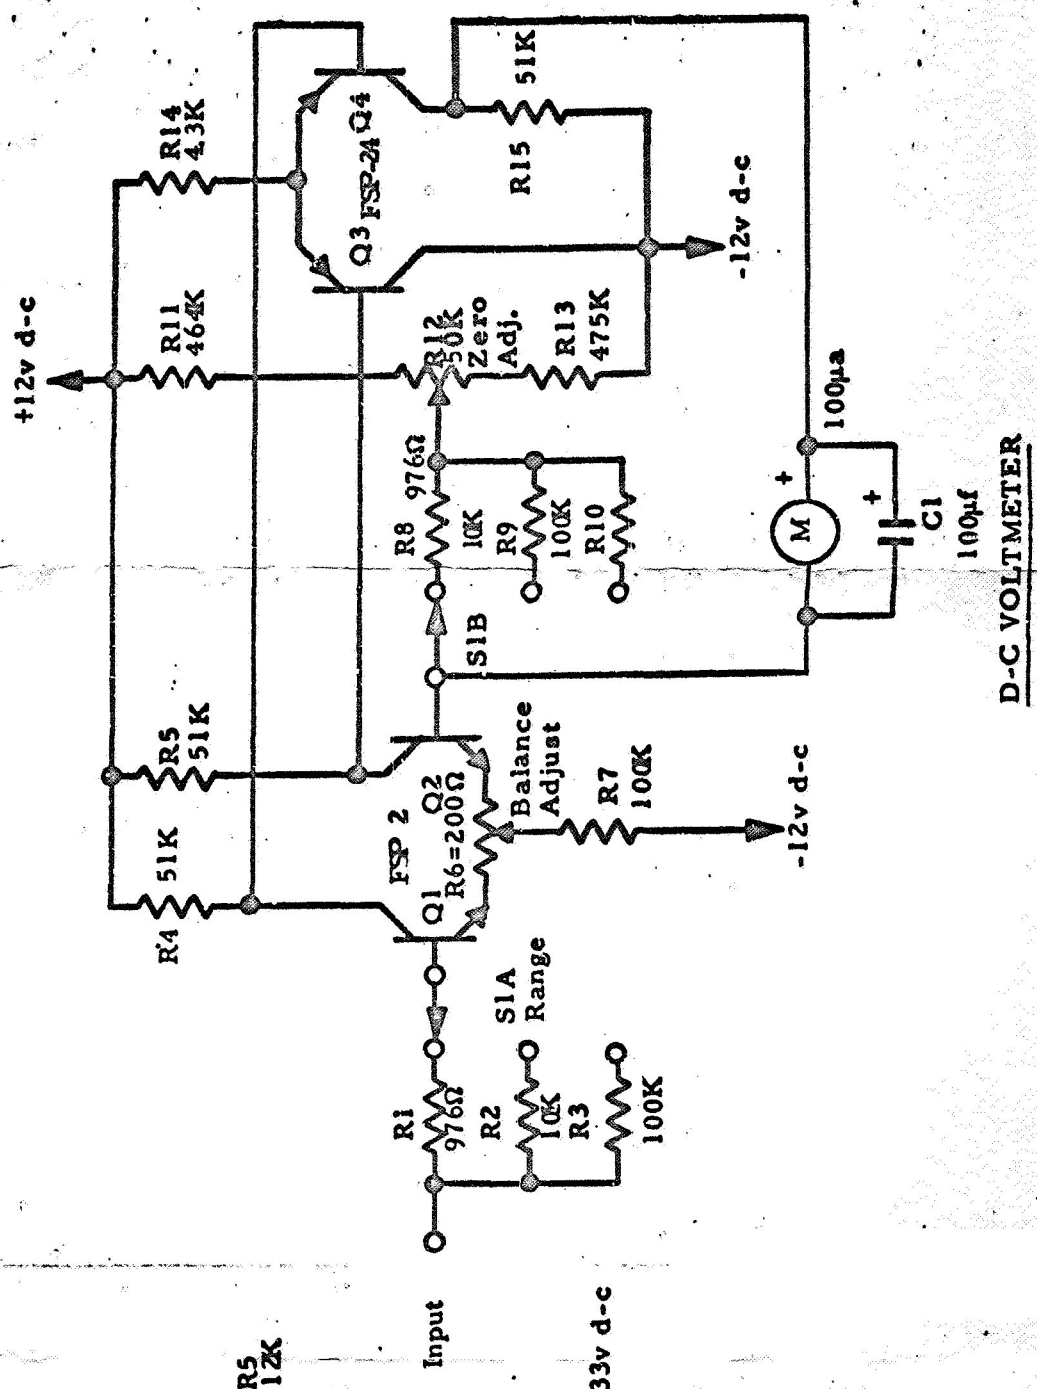 +12v d-c
R4
51K
R5
51K
R11
464K
R14
4.3K
Q3
FSP-24
Q4
R12
50K
Zero
Adj.
R13
475K
51K
R15
-12v d-c
FSP 2
Q1
Q2
R6=200Ω
Balance
Adjust
R7
100K
-12v d-c
S1B
R8
976Ω
10K
R9
100K
R10
Input
R1
976Ω
R2
10K
R3
100K
S1A
Range
M
+
100µa
+
C1
100µf
D-C VOLTMETER
R5
12K
33v d-c